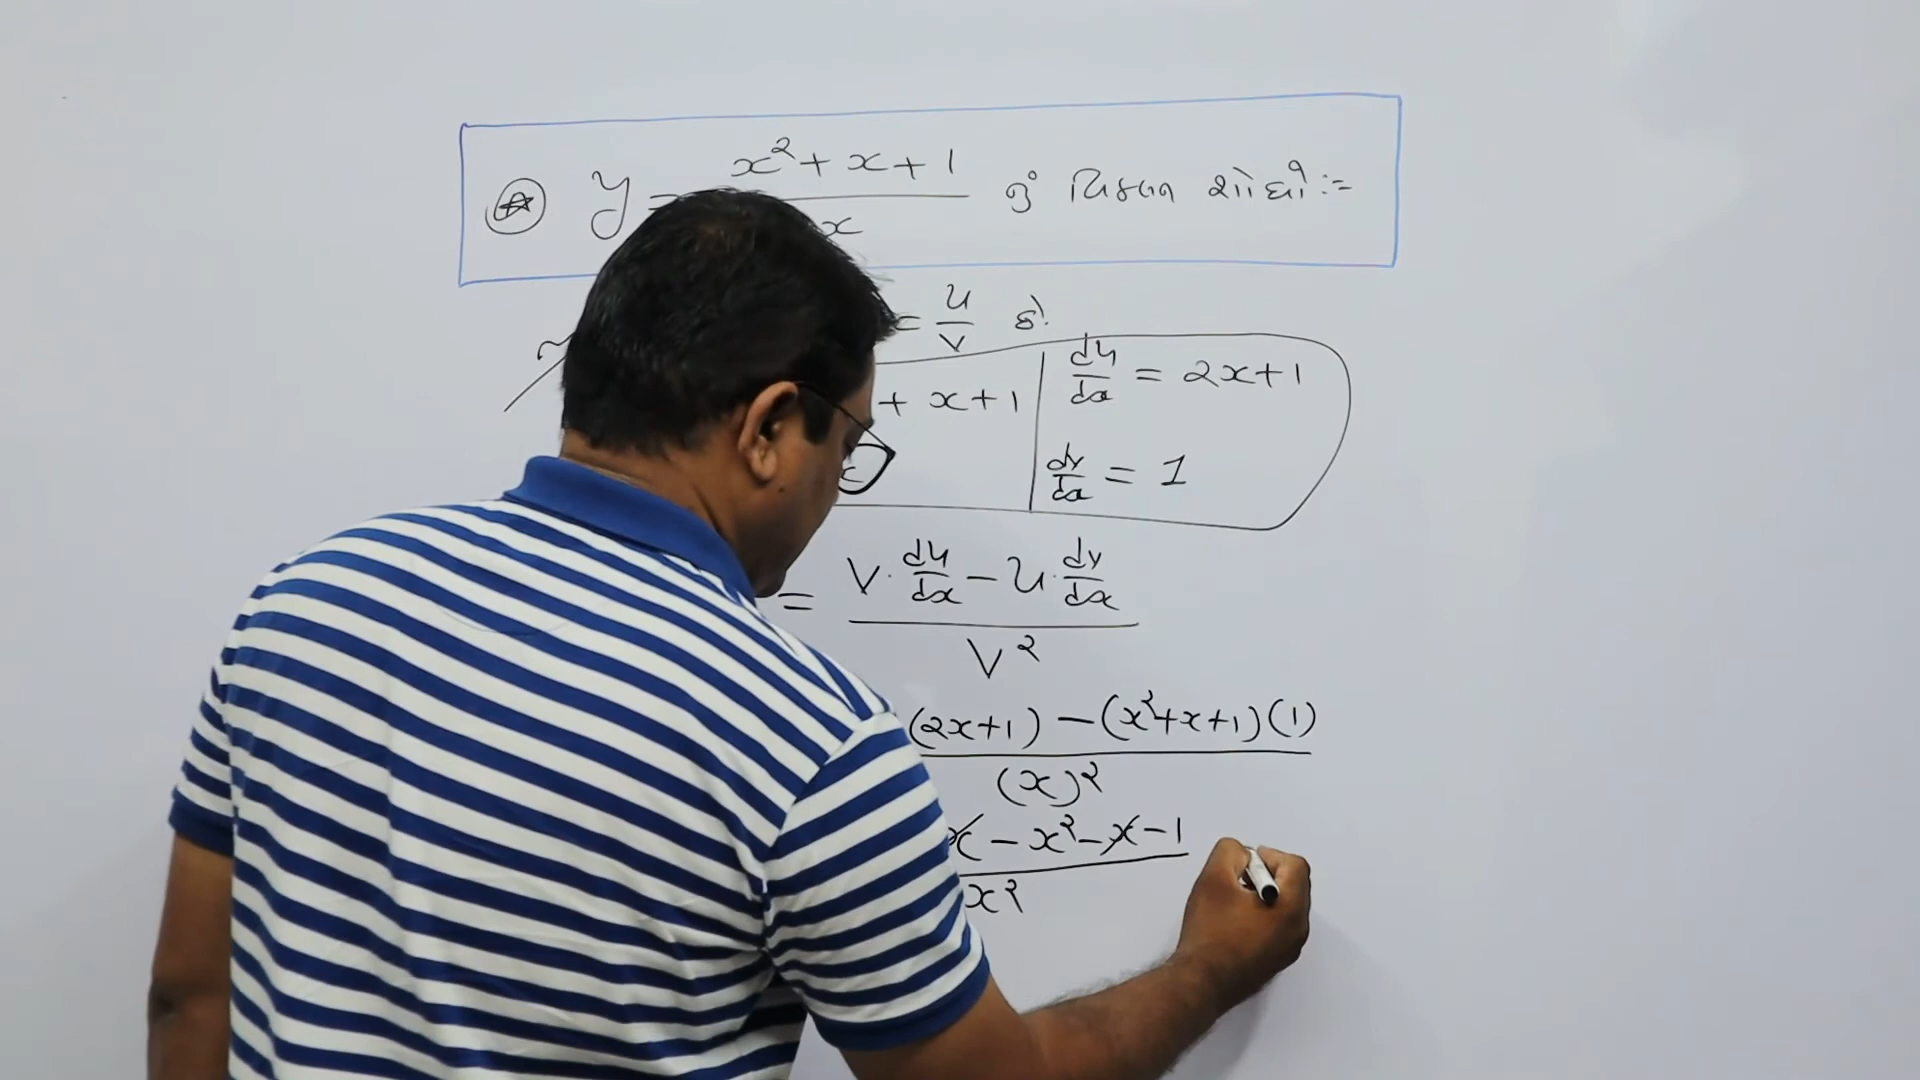 y = x² + x + 1 / x નું વિકલન શોધો :-
= u/v હોય
+ x + 1 | du/dx = 2x + 1
dv/dx = 1
= V · du/dx - u · dv/dx / V²
(2x+1) - (x²+x+1)(1) / (x)²
x - x² - x - 1 / x²